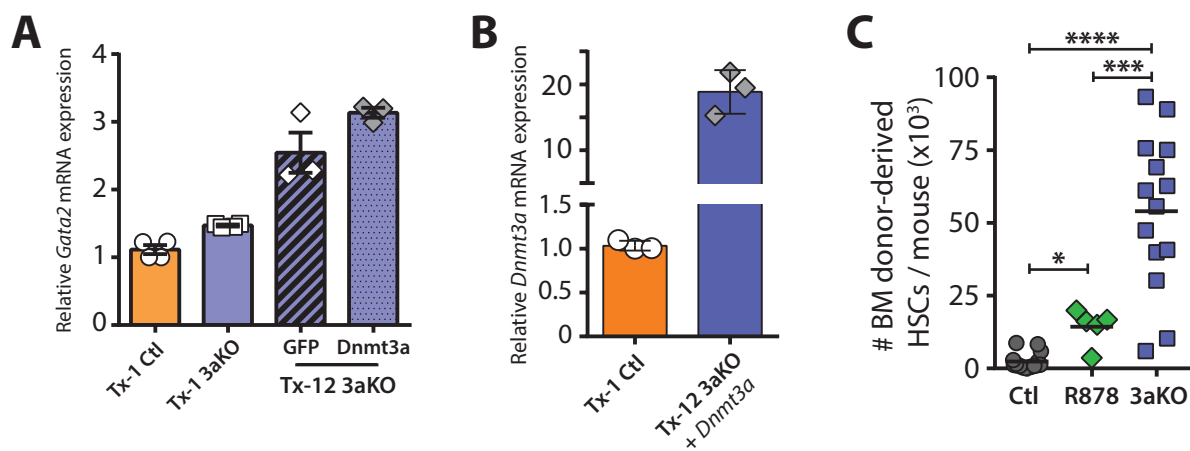 A
Relative Gata2 mRNA expression
4
3
2
1
0
Tx-1 Ctl
Tx-1 3aKO
GFP
Dnmt3a
Tx-12 3aKO
B
Relative Dnmt3a mRNA expression
20
10
1.5
1.0
0.5
0
Tx-1 Ctl
Tx-12 3aKO
+ Dnmt3a
C
# BM donor-derived
HSCs / mouse (x10³)
100
75
50
25
0
****
***
*
Ctl
R878
3aKO